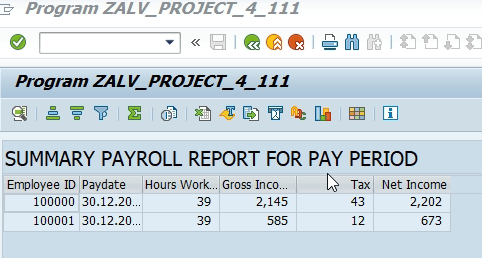 Program ZALV_PROJECT_4_111
Program ZALV_PROJECT_4_111
SUMMARY PAYROLL REPORT FOR PAY PERIOD
Employee ID Paydate Hours Work... Gross Inco... Tax Net Income
100000 30.12.20... 39 2,145 43 2,202
100001 30.12.20... 39 585 12 673